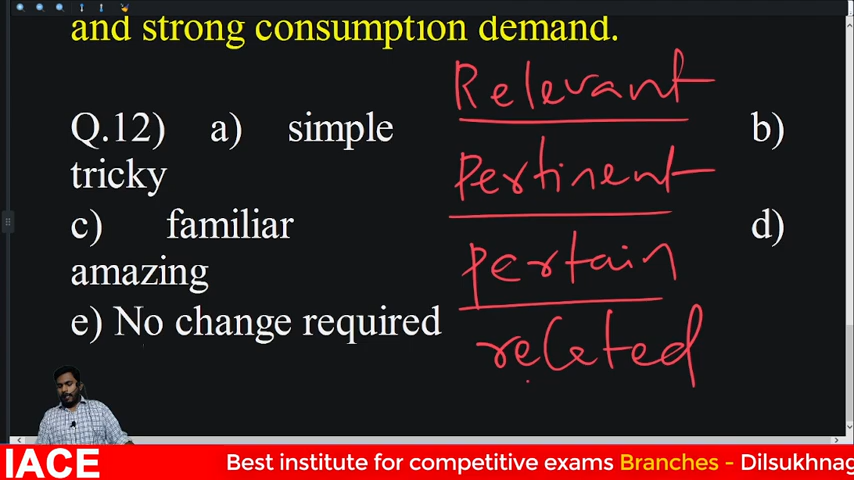 and strong consumption demand.
Relevant
Q.12) a) simple b)
tricky
Pertinent
c) familiar d)
amazing
pertain
e) No change required
related
IACE Best institute for competitive exams Branches - Dilsukhnag